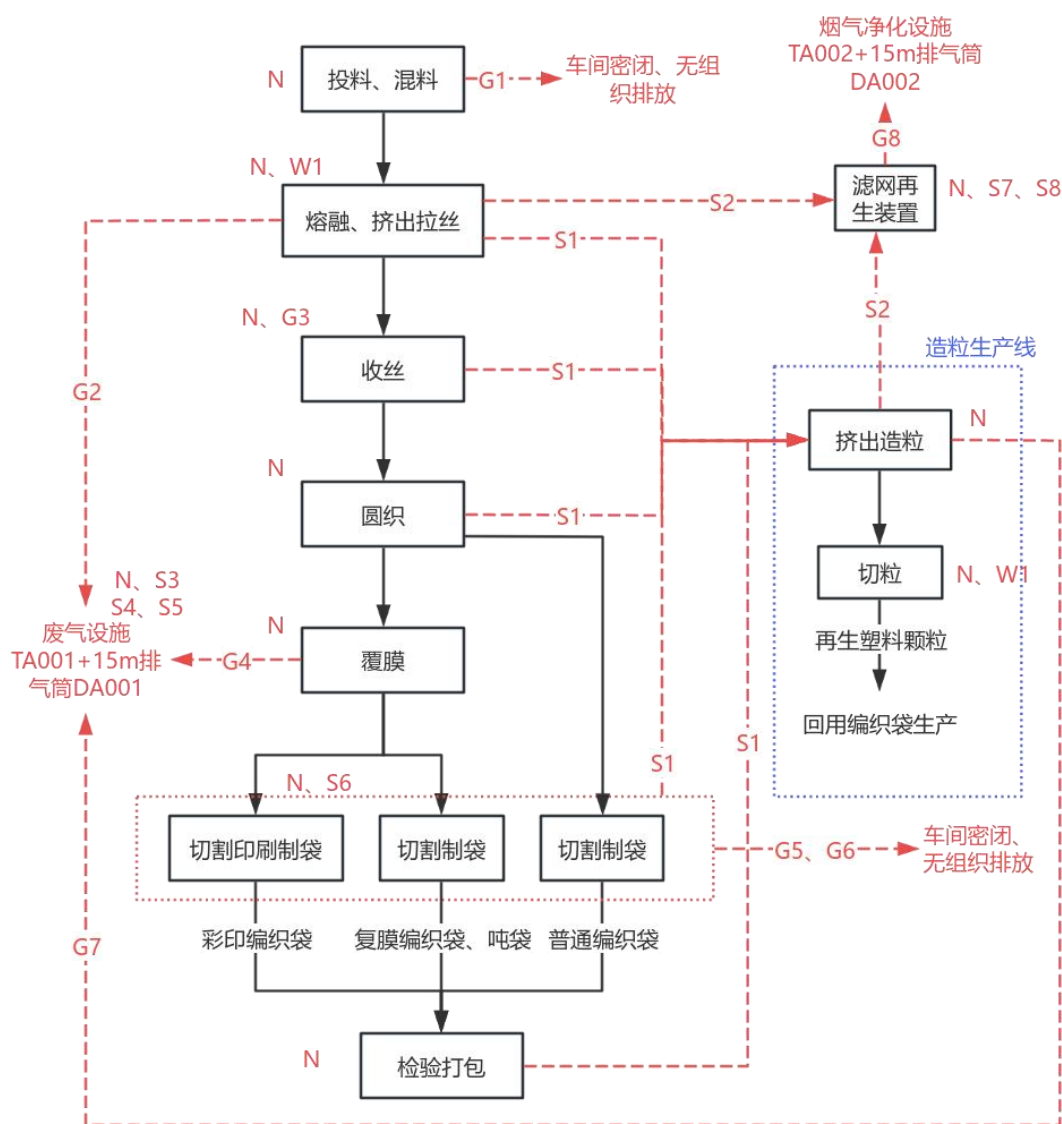 烟气净化设施
TA002+15m排气筒
DA002
N
投料、混料
G1
车间密闭、无组
织排放
G8
N、W1
熔融、挤出拉丝
S2
滤网再
生装置
N、S7、S8
S1
S2
N、G3
收丝
S1
G2
造粒生产线
挤出造粒
N
N
圆织
S1
切粒
N、W1
N、S3
S4、S5
废气设施
TA001+15m排
气筒DA001
G4
N
覆膜
再生塑料颗粒
回用编织袋生产
S1
S1
N、S6
切割印刷制袋
切割制袋
切割制袋
G5、G6
车间密闭、
无组织排放
彩印编织袋
复膜编织袋、吨袋
普通编织袋
G7
N
检验打包